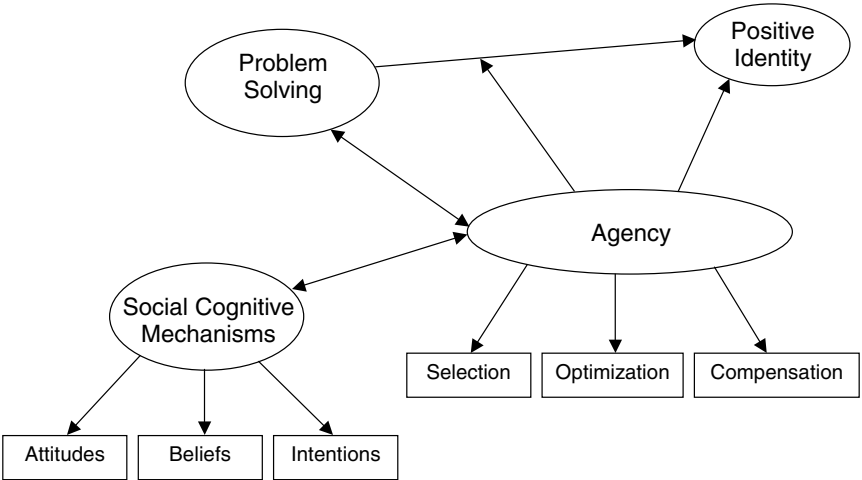 Positive
Identity
Problem
Solving
Agency
Social Cognitive
Mechanisms
Selection
Optimization
Compensation
Attitudes
Beliefs
Intentions